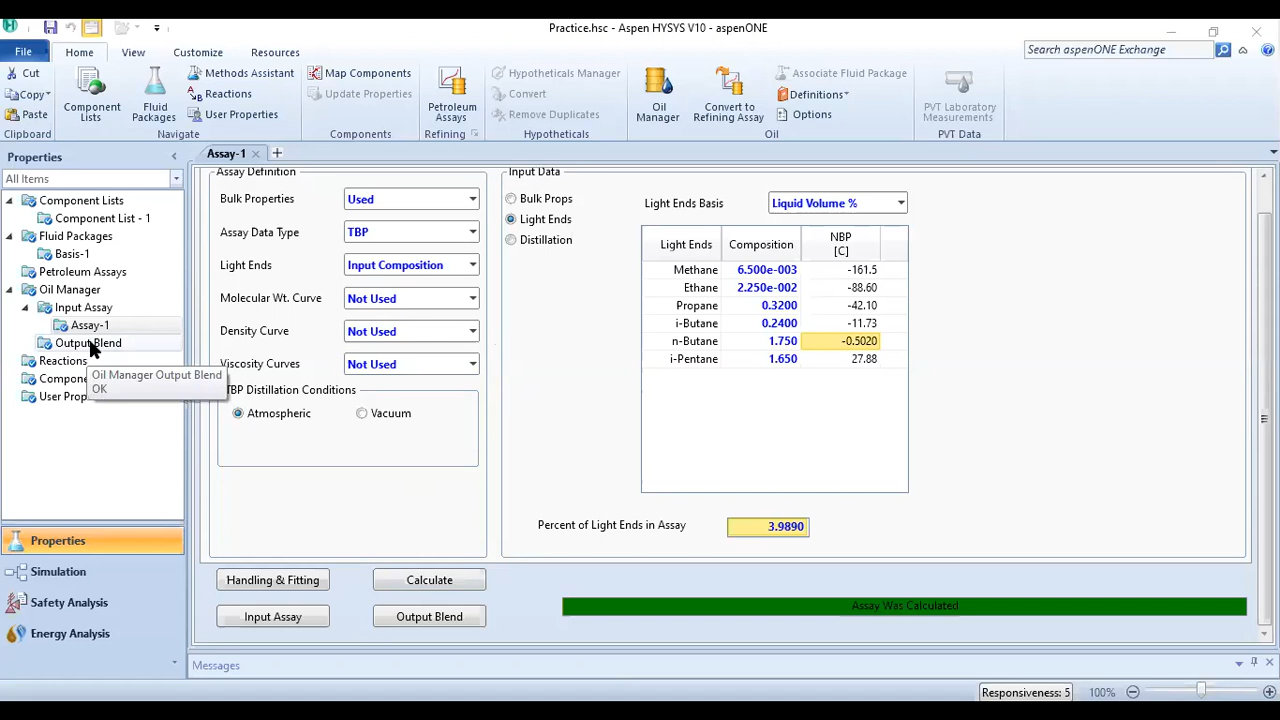 Practice.hsc - Aspen HYSYS V10 - aspenONE
File Home View Customize Resources
Search aspenONE Exchange
Cut
Copy
Paste
Clipboard
Component Lists
Fluid Packages
Methods Assistant
Reactions
User Properties
Navigate
Map Components
Update Properties
Components
Petroleum Assays
Refining
Hypotheticals Manager
Convert
Remove Duplicates
Hypotheticals
Oil Manager
Convert to Refining Assay
Associate Fluid Package
Definitions
Options
Oil
PVT Laboratory Measurements
PVT Data
Properties
All Items
Component Lists
Component List - 1
Fluid Packages
Basis-1
Petroleum Assays
Oil Manager
Input Assay
Assay-1
Output Blend
Reactions
Compone
User Prop
Oil Manager Output Blend
OK
Properties
Simulation
Safety Analysis
Energy Analysis
Assay-1
Assay Definition
Bulk Properties Used
Assay Data Type TBP
Light Ends Input Composition
Molecular Wt. Curve Not Used
Density Curve Not Used
Viscosity Curves Not Used
TBP Distillation Conditions
Atmospheric Vacuum
Input Data
Bulk Props
Light Ends
Distillation
Light Ends Basis Liquid Volume %
Light Ends Composition NBP [C]
Methane 6.500e-003 -161.5
Ethane 2.250e-002 -88.60
Propane 0.3200 -42.10
i-Butane 0.2400 -11.73
n-Butane 1.750 -0.5020
i-Pentane 1.650 27.88
Percent of Light Ends in Assay 3.9890
Handling & Fitting Calculate
Input Assay Output Blend
Assay Was Calculated
Messages
Responsiveness: 5 100%